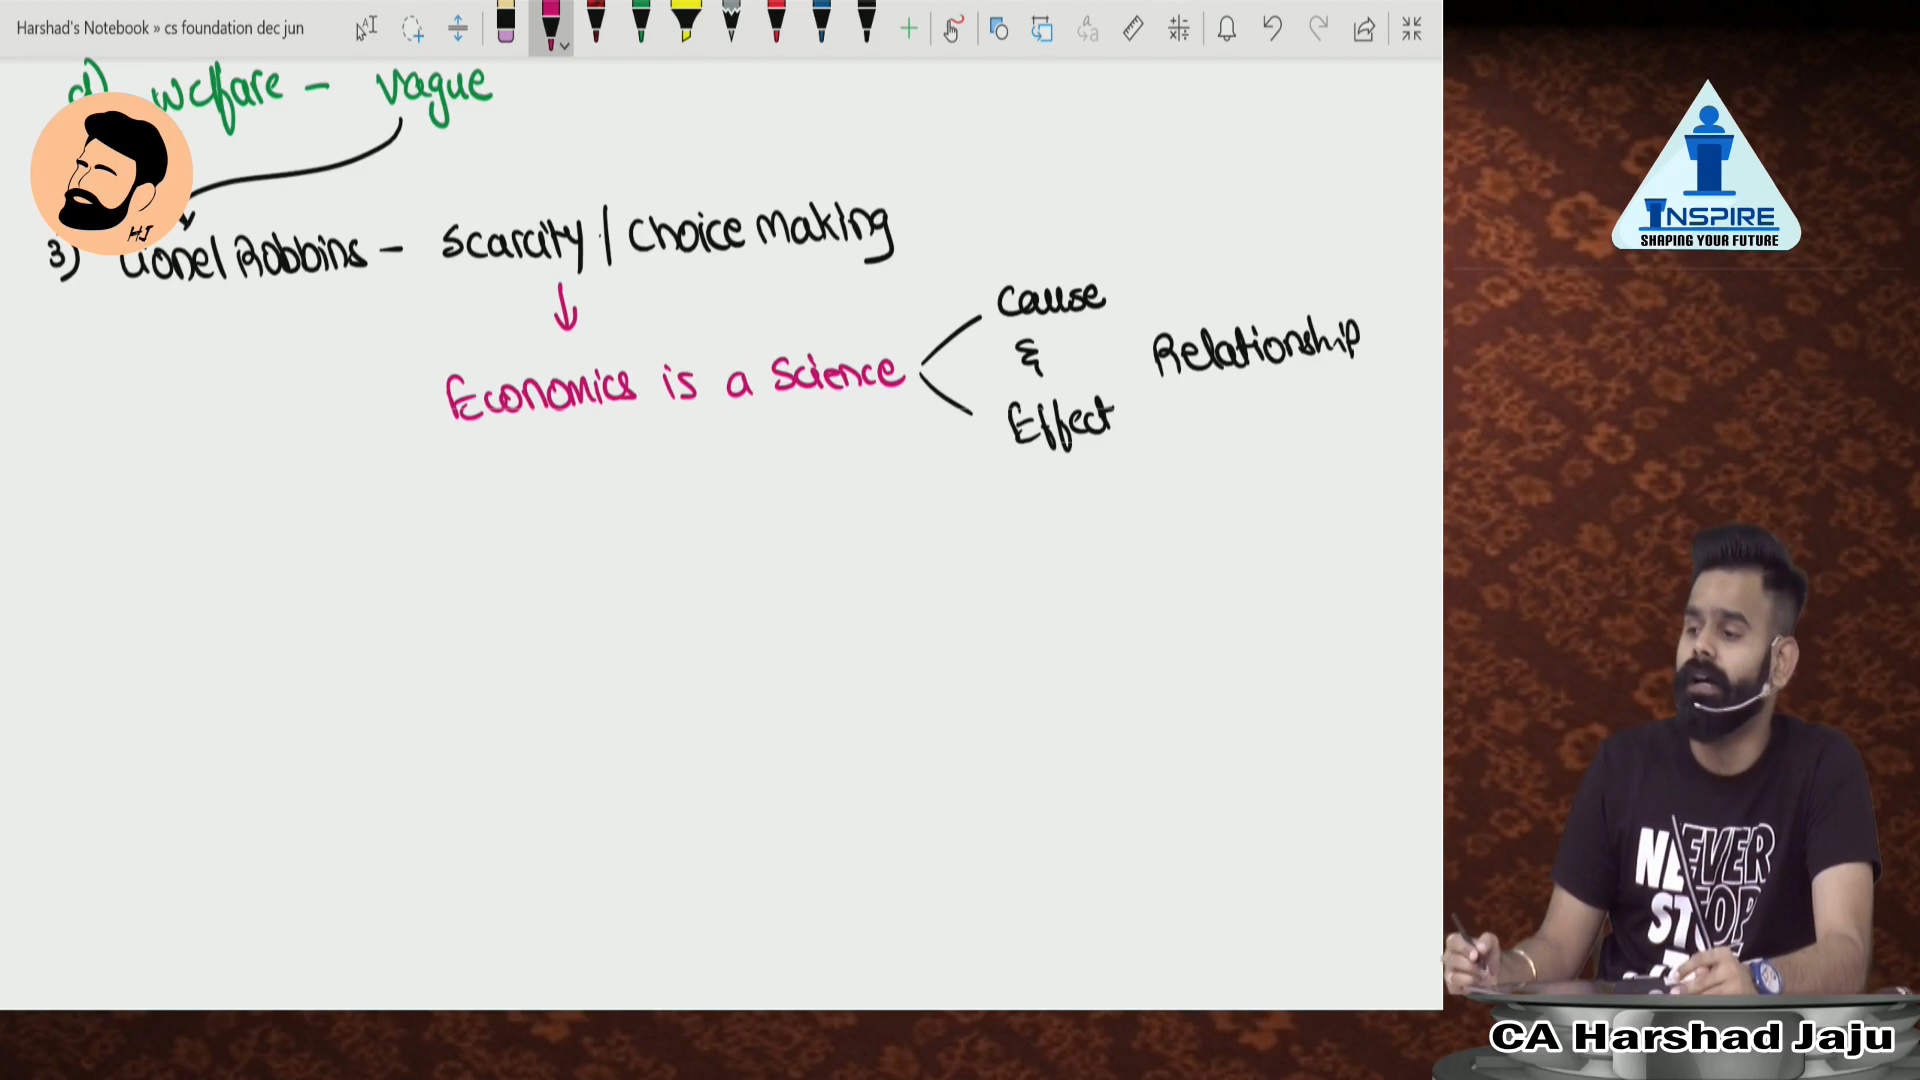 Harshad's Notebook » cs foundation dec jun
d) Welfare - vague
3) Lionel Robbins - Scarcity / Choice Making
Economics is a Science
Cause
&
Effect
Relationship
HJ
INSPIRE
SHAPING YOUR FUTURE
NEVER
STOP
CA Harshad Jaju